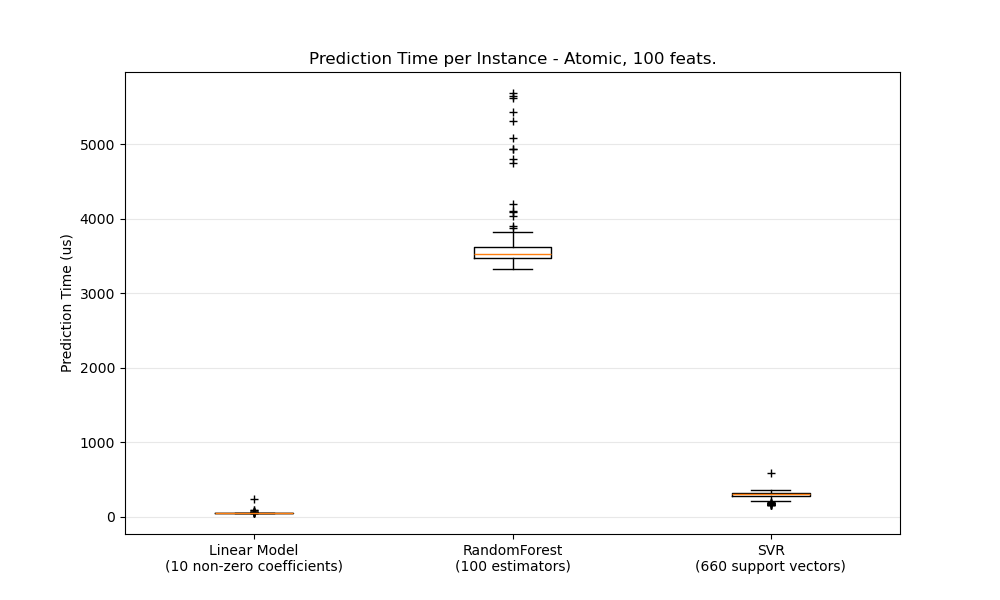 Prediction Time per Instance - Atomic, 100 feats.
Prediction Time (us)
5000
4000
3000
2000
1000
0
Linear Model
(10 non-zero coefficients)
RandomForest
(100 estimators)
SVR
(660 support vectors)